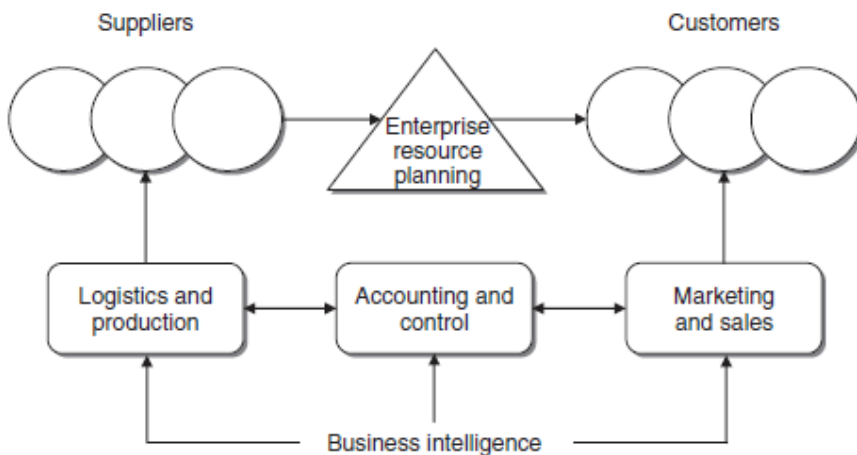 Suppliers
Customers
Enterprise
resource
planning
Logistics and
production
Accounting and
control
Marketing
and sales
Business intelligence